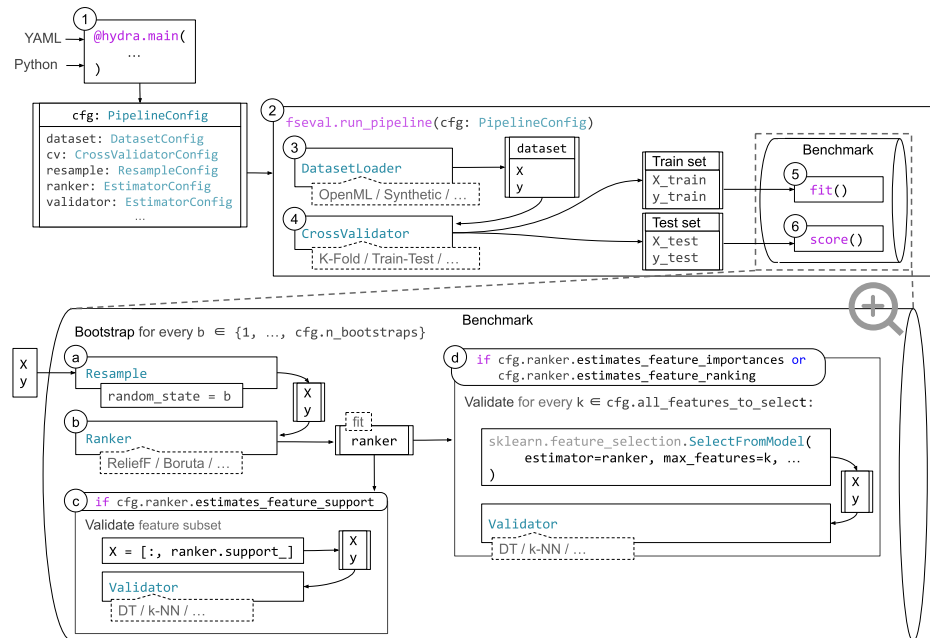 1
YAML
Python
@hydra.main(
…
)
cfg: PipelineConfig
dataset: DatasetConfig
cv: CrossValidatorConfig
resample: ResampleConfig
ranker: EstimatorConfig
validator: EstimatorConfig
…
2
fseval.run_pipeline(cfg: PipelineConfig)
3
DatasetLoader
OpenML / Synthetic / …
dataset
X
y
4
CrossValidator
K-Fold / Train-Test / …
Train set
X_train
y_train
Test set
X_test
y_test
Benchmark
5
fit()
6
score()
Benchmark
Bootstrap for every b ∈ {1, …, cfg.n_bootstraps}
X
y
a
Resample
random_state = b
X
y
b
Ranker
ReliefF / Boruta / …
fit
ranker
c
if cfg.ranker.estimates_feature_support
Validate feature subset
X = [:, ranker.support_]
X
y
Validator
DT / k-NN / …
d
if cfg.ranker.estimates_feature_importances or
cfg.ranker.estimates_feature_ranking
Validate for every k ∈ cfg.all_features_to_select:
sklearn.feature_selection.SelectFromModel(
estimator=ranker, max_features=k, …
)
X
y
Validator
DT / k-NN / …